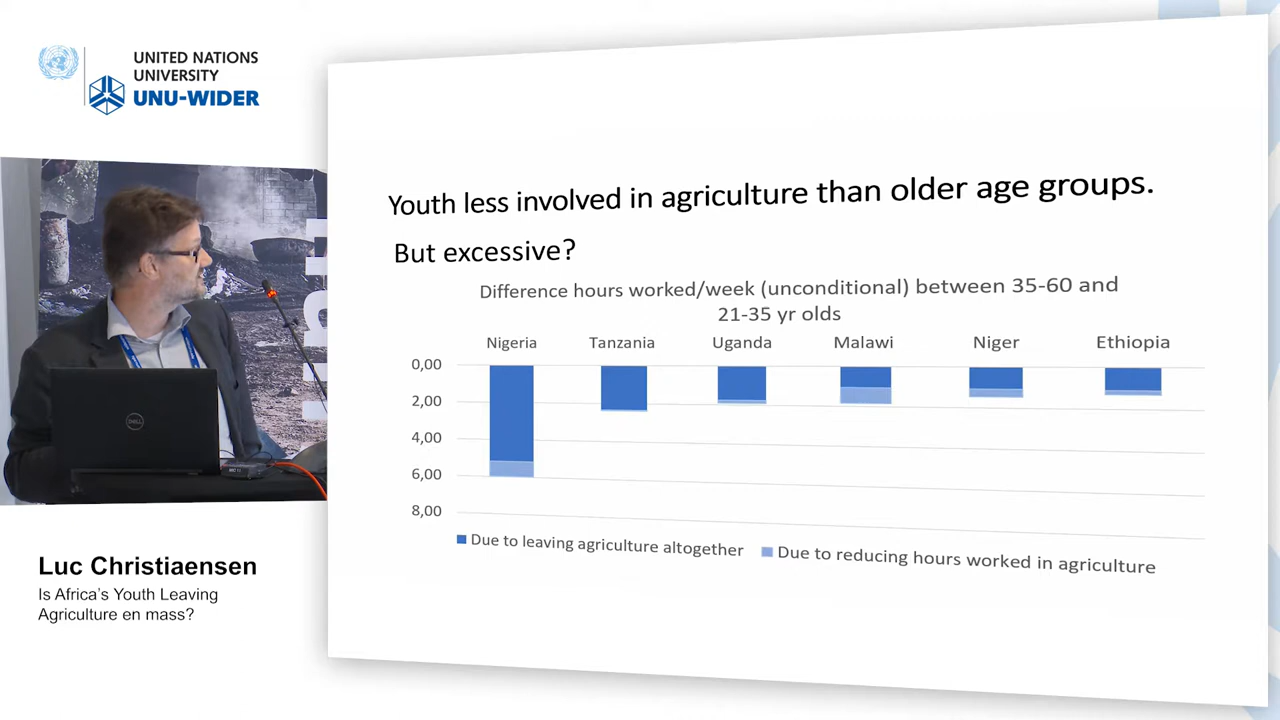 UNITED NATIONS
UNIVERSITY
UNU-WIDER
Youth less involved in agriculture than older age groups.
But excessive?
Difference hours worked/week (unconditional) between 35-60 and
21-35 yr olds
Nigeria Tanzania Uganda Malawi Niger Ethiopia
0,00
2,00
4,00
6,00
8,00
Due to leaving agriculture altogether Due to reducing hours worked in agriculture
DELL
Luc Christiaensen
Is Africa's Youth Leaving
Agriculture en mass?